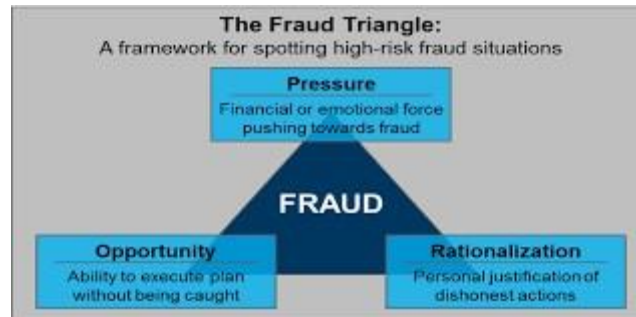 The Fraud Triangle:
A framework for spotting high-risk fraud situations
Pressure
Financial or emotional force
pushing towards fraud
FRAUD
Opportunity
Ability to execute plan
without being caught
Rationalization
Personal justification of
dishonest actions